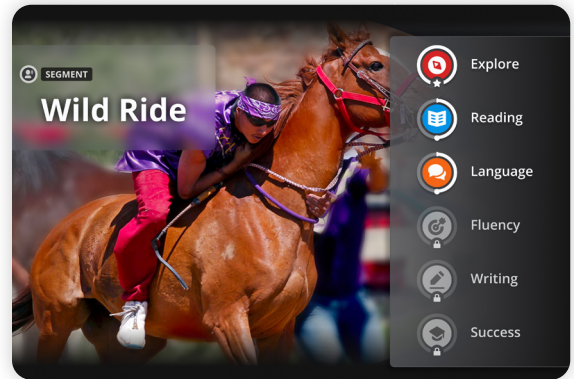 SEGMENT
Wild Ride
Explore
Reading
Language
Fluency
Writing
Success